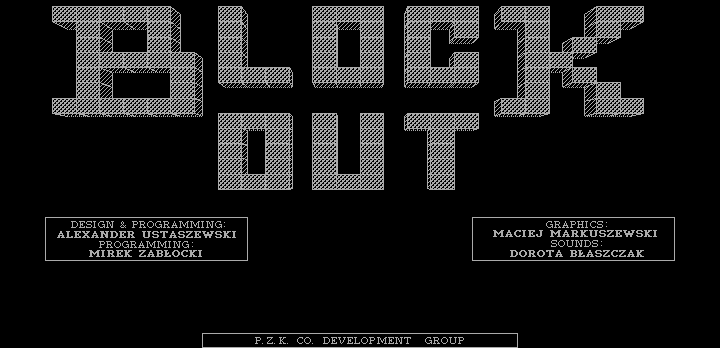 BLOCK
OUT
DESIGN & PROGRAMMING:
ALEXANDER USTASZEWSKI
PROGRAMMING:
MIREK ZABŁOCKI
GRAPHICS:
MACIEJ MARKUSZEWSKI
SOUNDS:
DOROTA BŁASZCZAK
P.Z.K. CO. DEVELOPMENT GROUP